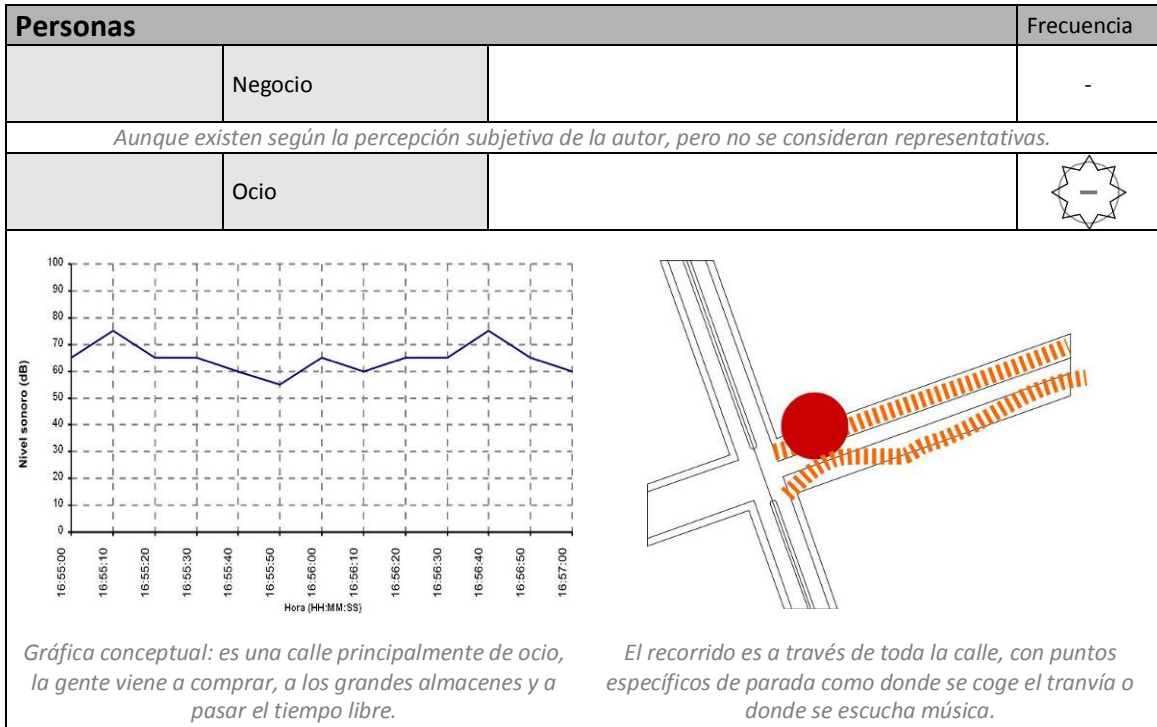 Personas Frecuencia
Negocio -
Aunque existen según la percepción subjetiva de la autor, pero no se consideran representativas.
Ocio
100
90
80
70
60
50
40
30
20
10
0
Nivel sonoro (dB)
16:55:00
16:55:10
16:55:20
16:55:30
16:55:40
16:55:50
16:56:00
16:56:10
16:56:20
16:56:30
16:56:40
16:56:50
16:57:00
Hora (HH:MM:SS)
Gráfica conceptual: es una calle principalmente de ocio,
la gente viene a comprar, a los grandes almacenes y a
pasar el tiempo libre.
El recorrido es a través de toda la calle, con puntos
específicos de parada como donde se coge el tranvía o
donde se escucha música.